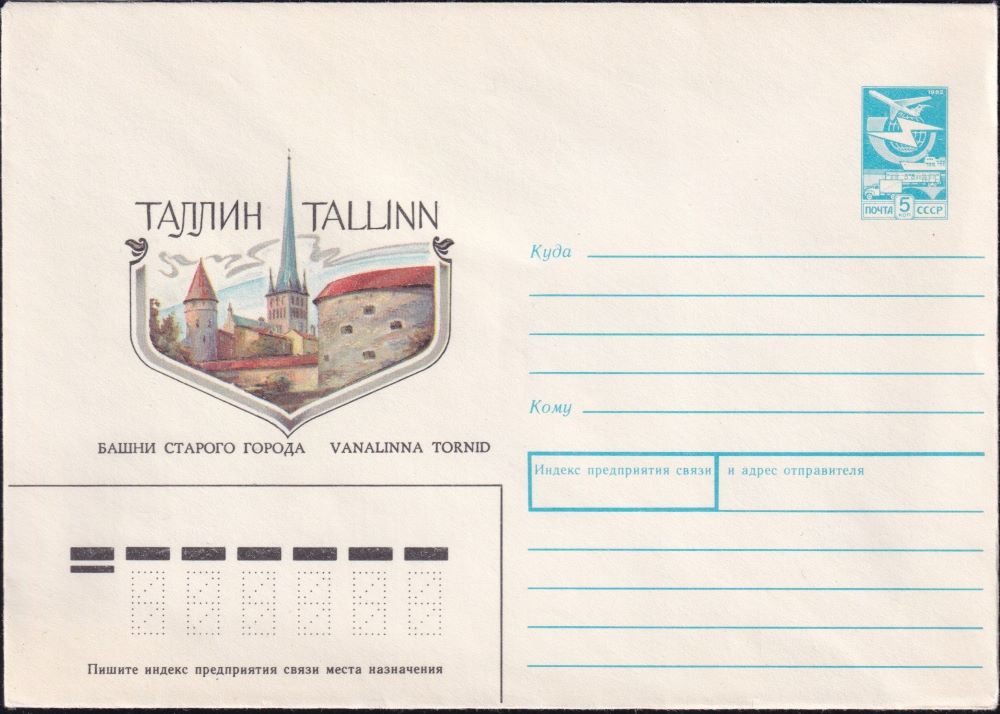 1982
ПОЧТА 5 КОП СССР
ТАЛЛИН TALLINN
БАШНИ СТАРОГО ГОРОДА VANALINNA TORNID
Куда
Кому
Индекс предприятия связи и адрес отправителя
Пишите индекс предприятия связи места назначения